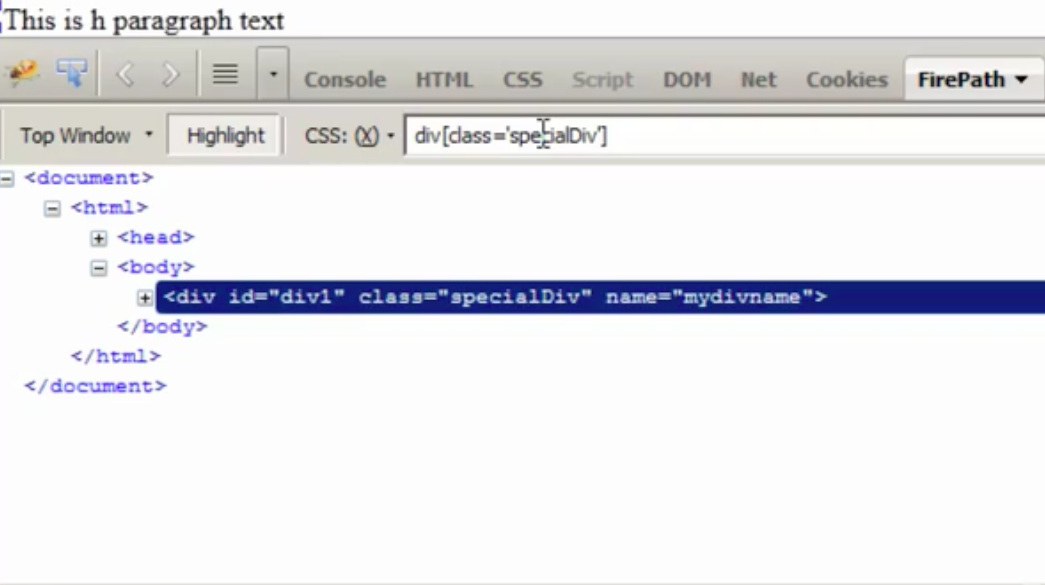 This is h paragraph text
Console HTML CSS Script DOM Net Cookies FirePath
Top Window Highlight CSS: (X) div[class='specialDiv']
<document>
<html>
<head>
<body>
<div id="div1" class="specialDiv" name="mydivname">
</body>
</html>
</document>